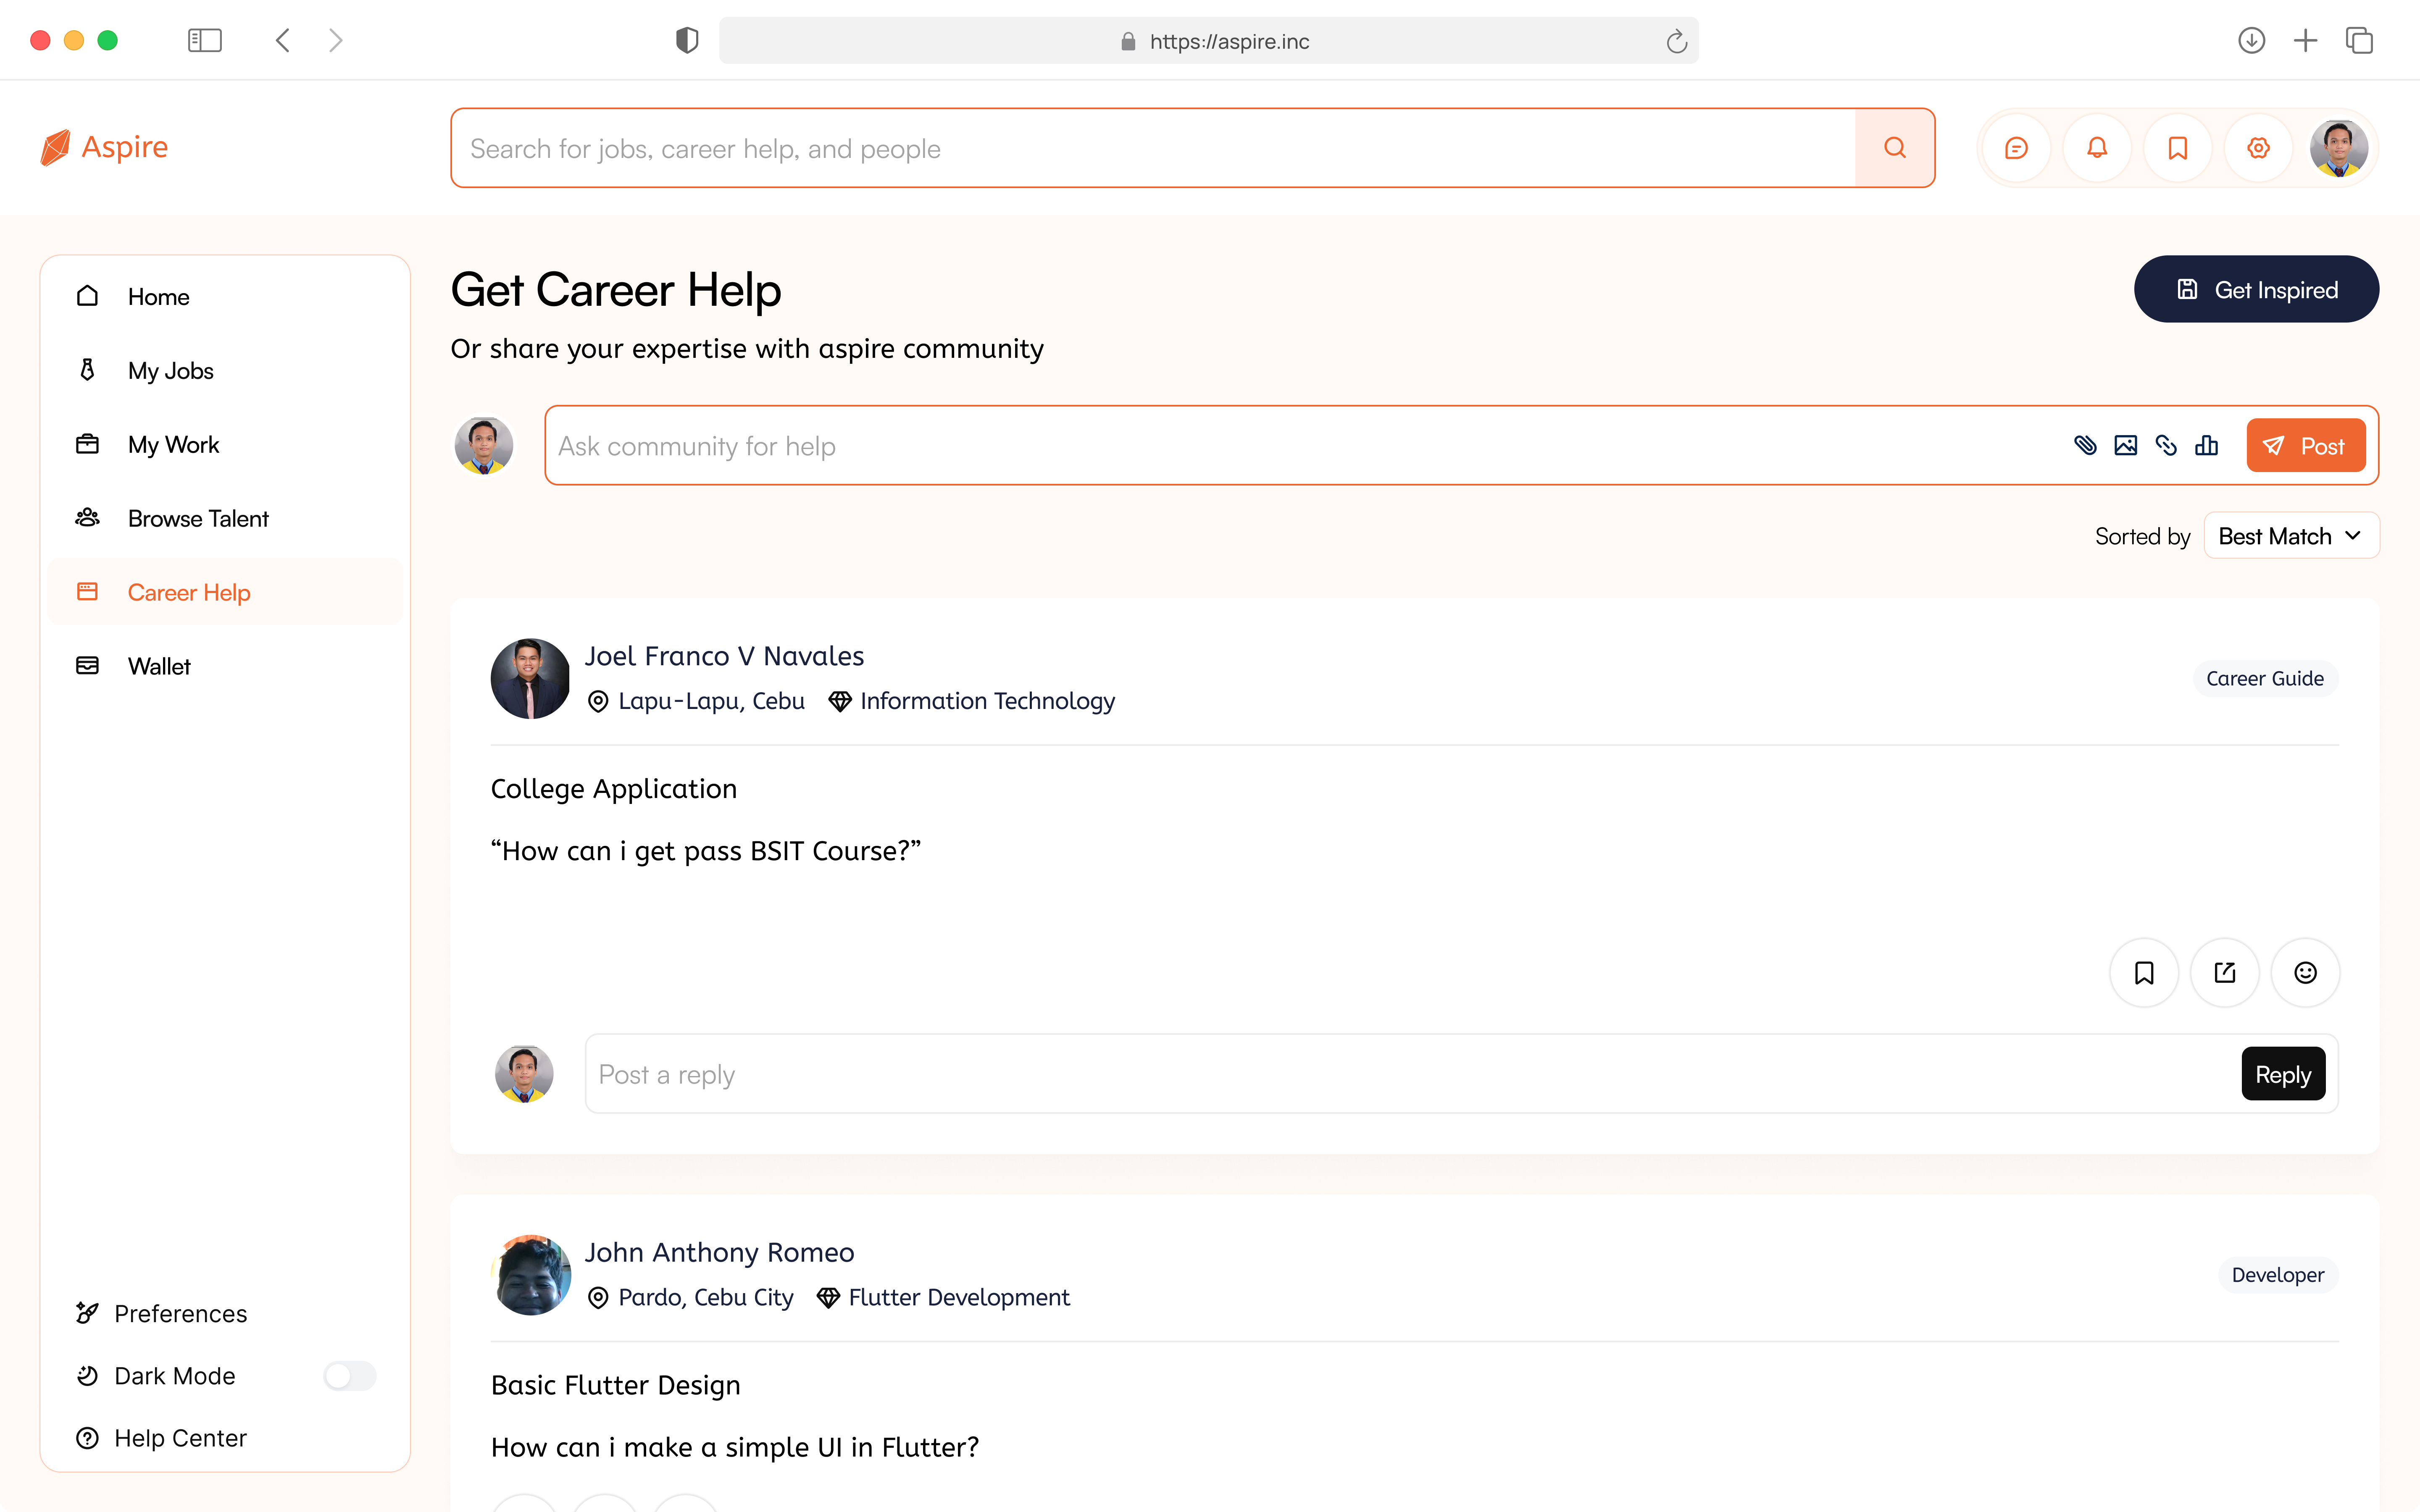 https://aspire.inc
Aspire
Search for jobs, career help, and people
Home
My Jobs
My Work
Browse Talent
Career Help
Wallet
Preferences
Dark Mode
Help Center
Get Career Help
Get Inspired
Or share your expertise with aspire community
Ask community for help
Post
Sorted by Best Match
Joel Franco V Navales
Lapu-Lapu, Cebu Information Technology
Career Guide
College Application
“How can i get pass BSIT Course?”
Post a reply
Reply
John Anthony Romeo
Pardo, Cebu City Flutter Development
Developer
Basic Flutter Design
How can i make a simple UI in Flutter?